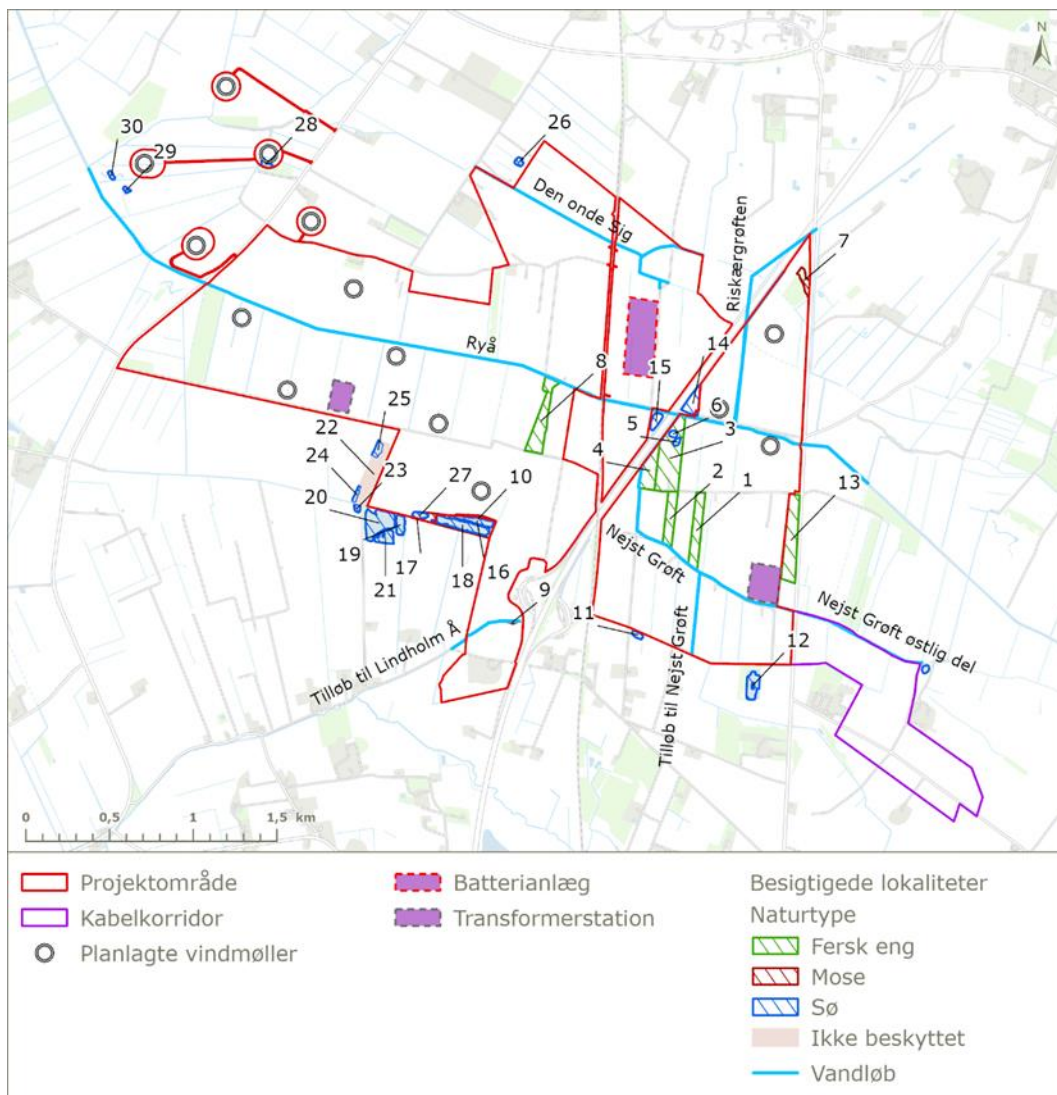 N
28
30
29
26
Den onde Sig
Riskærgrøften
7
Ryå
8
15
14
6
5
3
4
25
22
24
23
20
27
10
2
1
13
19
21
17
18
16
9
Nejst Grøft
11
12
Nejst Grøft østlig del
Tilløb til Lindholm Å
Tilløb til Nejst Grøft
0 0,5 1 1,5 km
Projektområde
Kabelkorridor
Planlagte vindmøller
Batterianlæg
Transformerstation
Besigtigede lokaliteter
Naturtype
Fersk eng
Mose
Sø
Ikke beskyttet
Vandløb